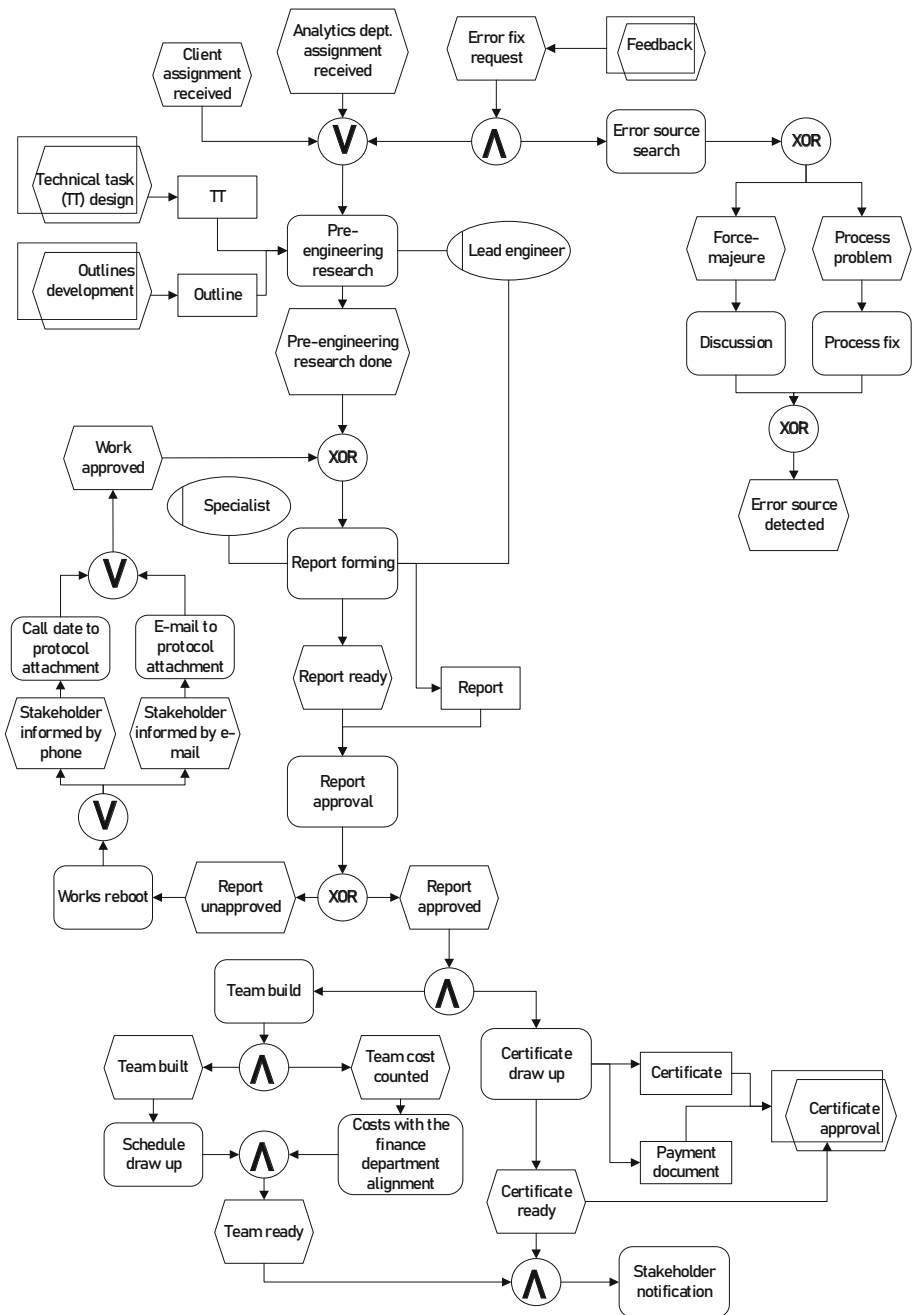 Analytics dept.
assignment
received
Client
assignment
received
Error fix
request
Feedback
V
Λ
Error source
search
XOR
Technical task
(TT) design
TT
Pre-
engineering
research
Lead engineer
Force-
majeure
Process
problem
Outlines
development
Outline
Pre-engineering
research done
Discussion
Process fix
Work
approved
XOR
XOR
Specialist
Error source
detected
Report forming
V
Call date to
protocol
attachment
E-mail to
protocol
attachment
Report ready
Report
Stakeholder
informed by
phone
Stakeholder
informed by e-
mail
Report
approval
V
Works reboot
Report
unapproved
XOR
Report
approved
Team build
Λ
Team built
Λ
Team cost
counted
Certificate
draw up
Certificate
Certificate
approval
Schedule
draw up
Λ
Costs with the
finance
department
alignment
Payment
document
Team ready
Certificate
ready
Λ
Stakeholder
notification